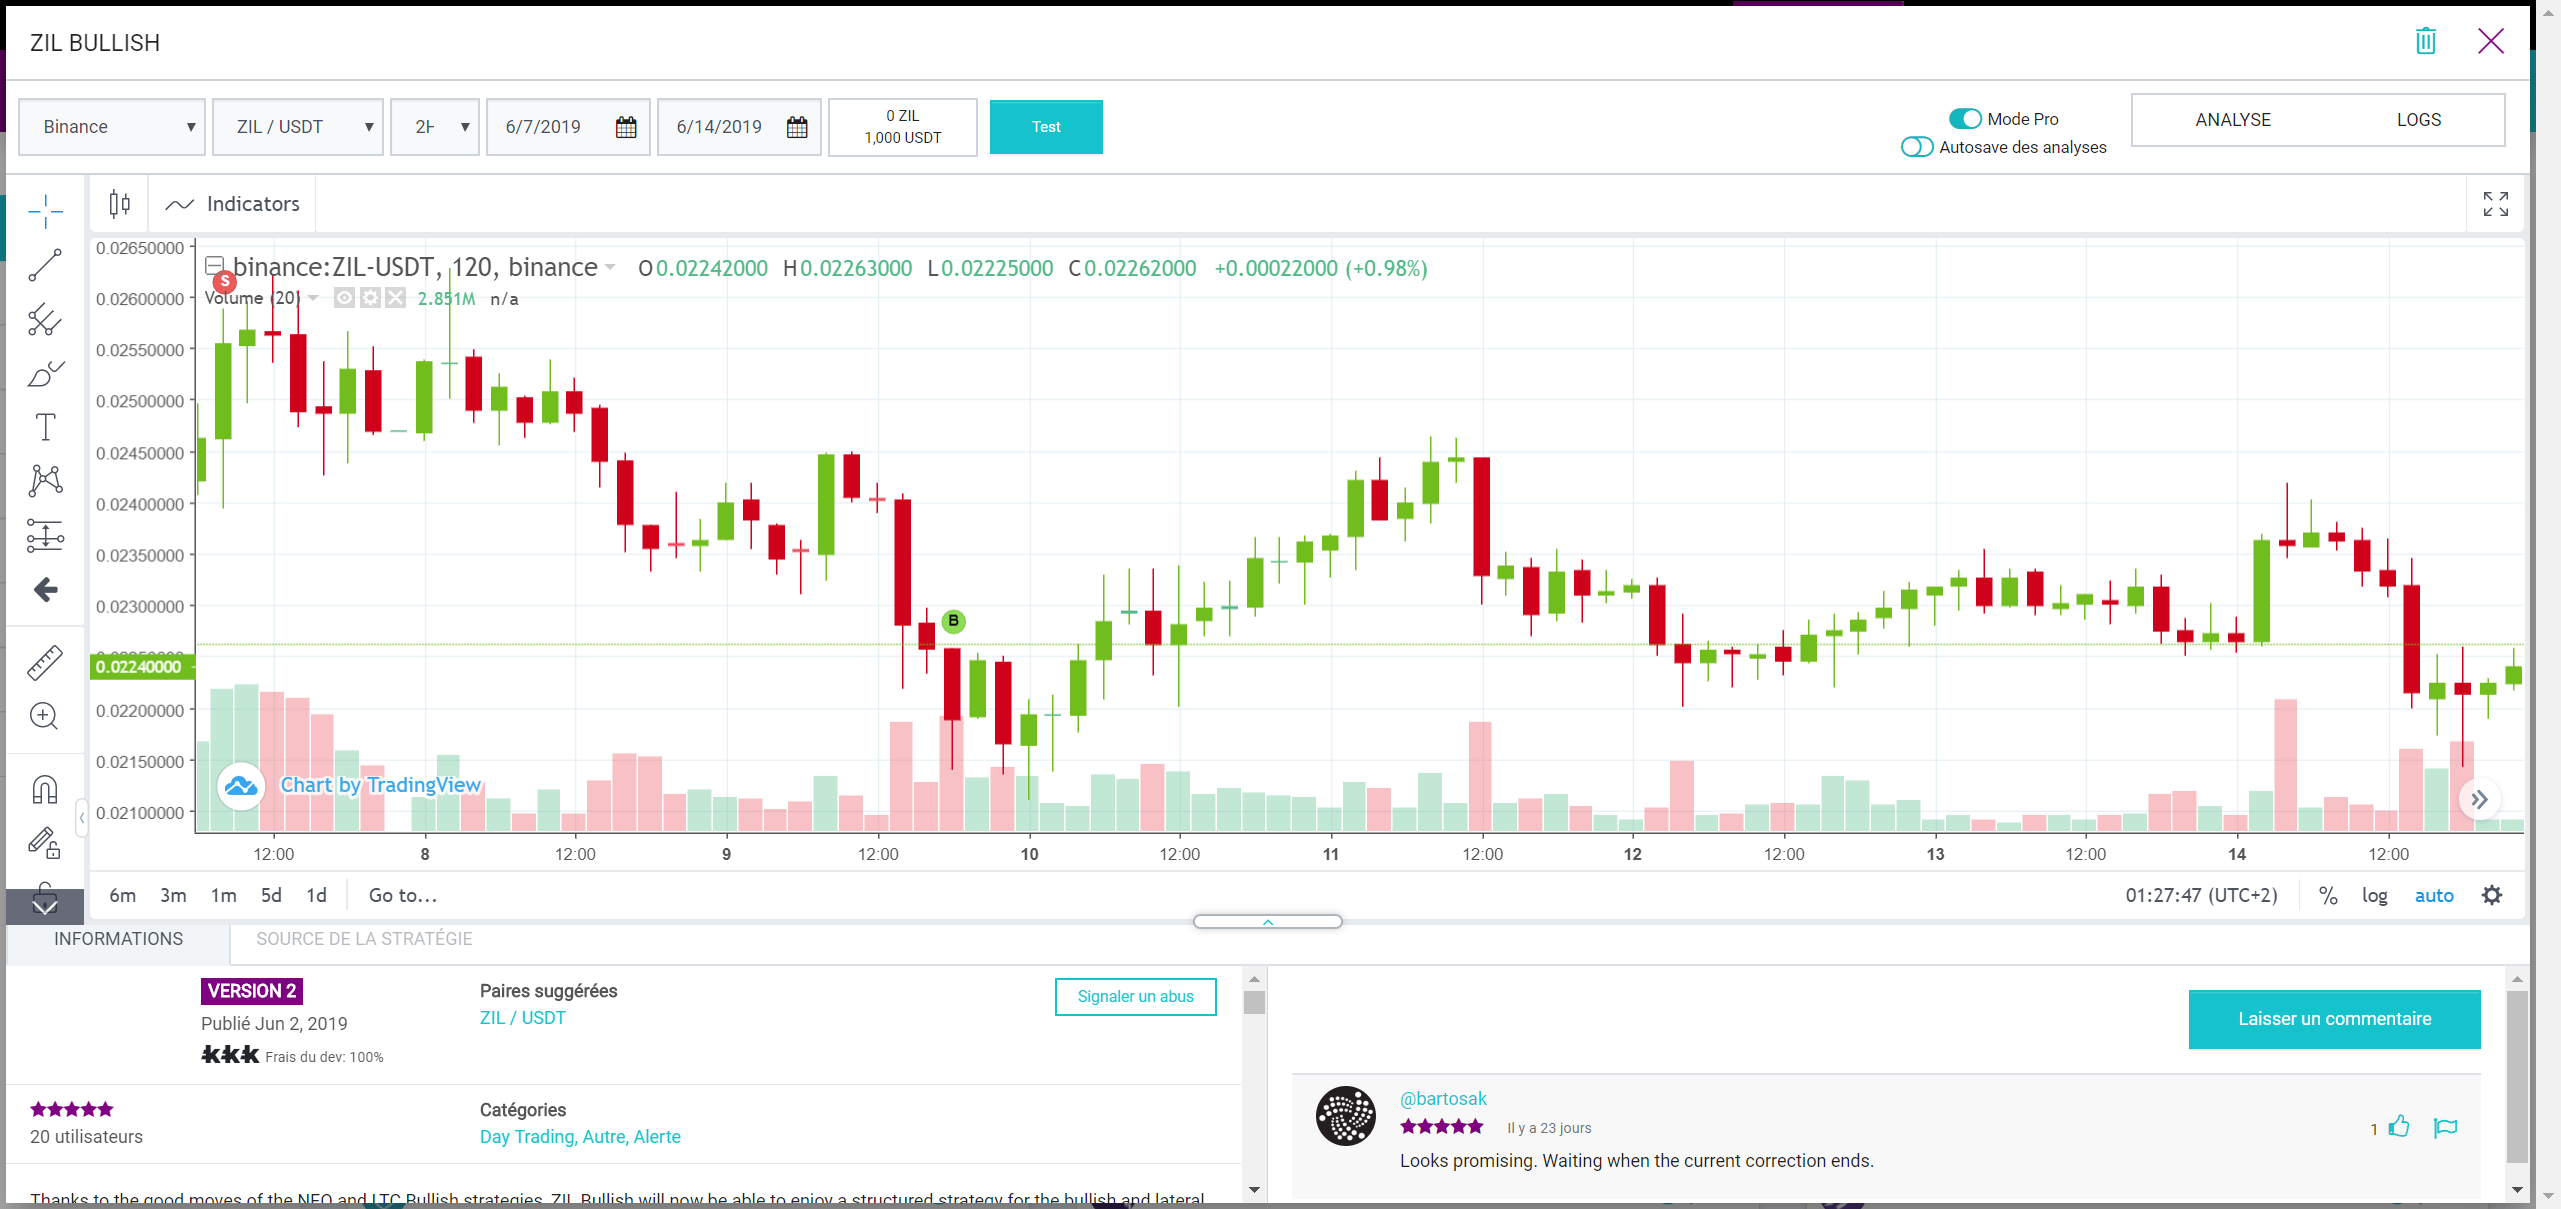 ZIL BULLISH
Binance
ZIL / USDT
2H
6/7/2019
6/14/2019
0 ZIL
1,000 USDT
Test
Mode Pro
Autosave des analyses
ANALYSE
LOGS
Indicators
binance:ZIL-USDT, 120, binance
O 0.02242000 H 0.02263000 L 0.02225000 C 0.02262000 +0.00022000 (+0.98%)
S
Volume (20)
2.851M n/a
0.02650000
0.02600000
0.02550000
0.02500000
0.02450000
0.02400000
0.02350000
0.02300000
B
0.02240000
0.02200000
0.02150000
0.02100000
Chart by TradingView
12:00 8 12:00 9 12:00 10 12:00 11 12:00 12 12:00 13 12:00 14 12:00
6m 3m 1m 5d 1d Go to...
01:27:47 (UTC+2) % log auto
INFORMATIONS
SOURCE DE LA STRATÉGIE
VERSION 2
Publié Jun 2, 2019
Frais du dev: 100%
Paires suggérées
ZIL / USDT
Signaler un abus
20 utilisateurs
Catégories
Day Trading, Autre, Alerte
Thanks to the good moves of the NEO and LTC Bullish strategies, ZIL Bullish will now be able to enjoy a structured strategy for the bullish and lateral
Laisser un commentaire
@bartosak
Il y a 23 jours
1
Looks promising. Waiting when the current correction ends.